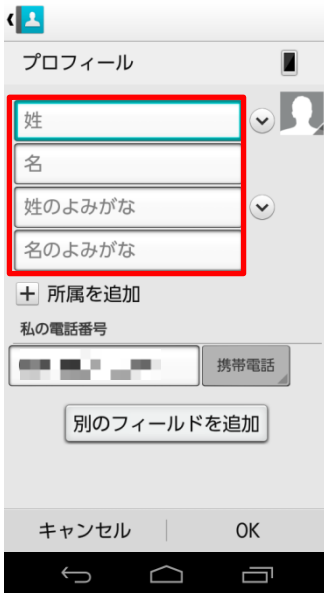 プロフィール
姓
名
姓のよみがな
名のよみがな
所属を追加
私の電話番号
携帯電話
別のフィールドを追加
キャンセル
OK